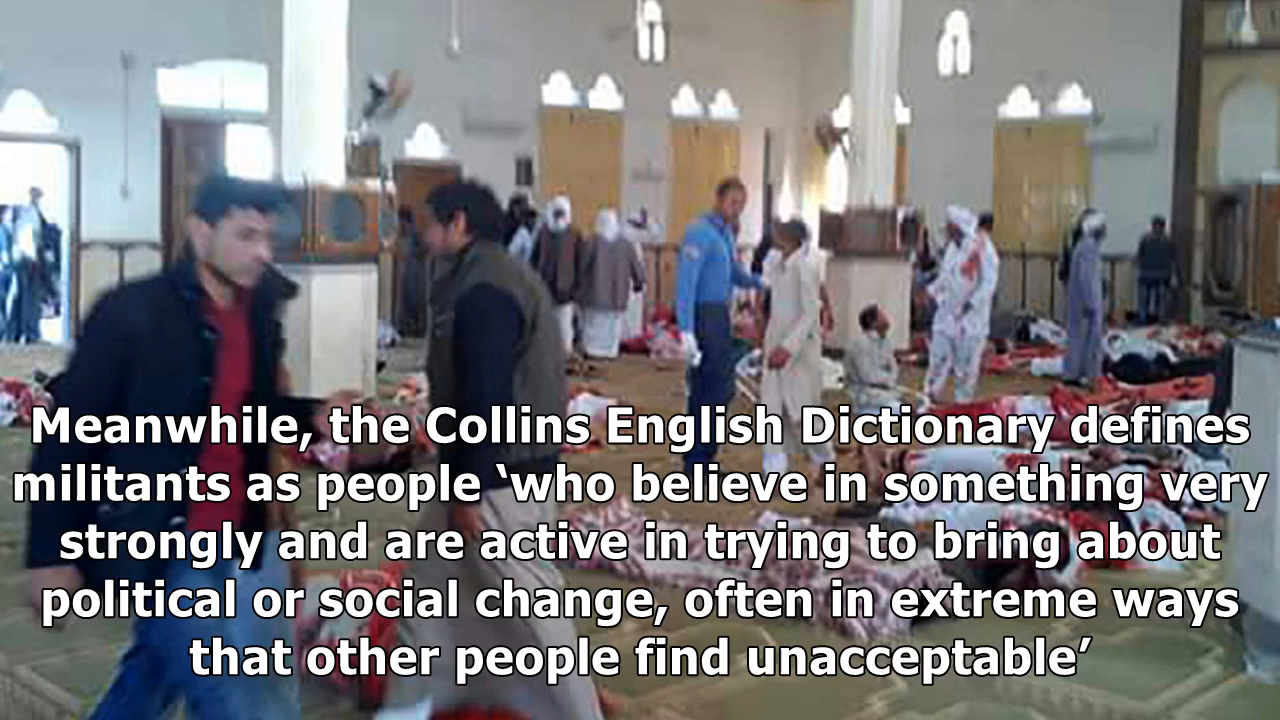 Meanwhile, the Collins English Dictionary defines
militants as people ‘who believe in something very
strongly and are active in trying to bring about
political or social change, often in extreme ways
that other people find unacceptable’